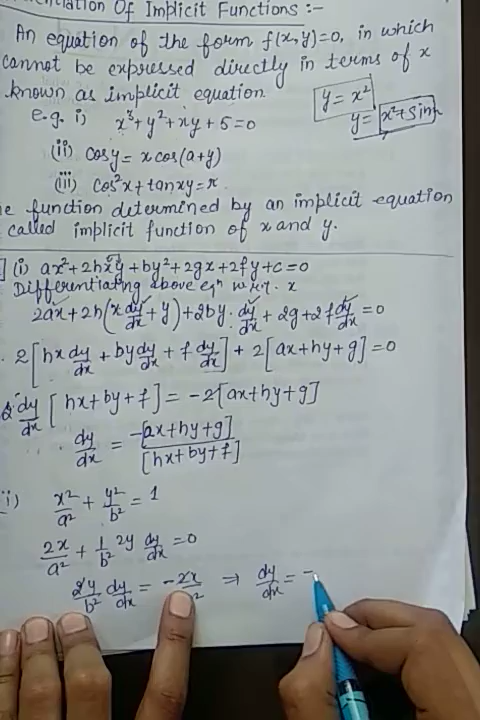 Of Implicit Functions :-
An equation of the form f(x,y)=0, in which
cannot be expressed directly in terms of x
known as implicit equation.
y = x²
e.g. i) x³+y²+xy+5=0
y= x²+sinx
(ii) cosy = x cos(a+y)
(iii) cos²x+tanxy=π
function determined by an implicit equation
called implicit function of x and y.
(i) ax²+2hxy+by²+2gx+2fy+c=0
Differentiating above eqn w.r.t. x
2ax+2h(x dy/dx + y)+2by. dy/dx +2g+2f dy/dx =0
2[hx dy/dx + by dy/dx + f dy/dx] + 2[ax+hy+g]=0
2 dy/dx [hx+by+f] = -2[ax+hy+g]
dy/dx = -[ax+hy+g] / [hx+by+f]
i) x²/a² + y²/b² = 1
2x/a² + 1/b² 2y dy/dx =0
2y/b² dy/dx = -2x/ ² ⇒ dy/dx = -